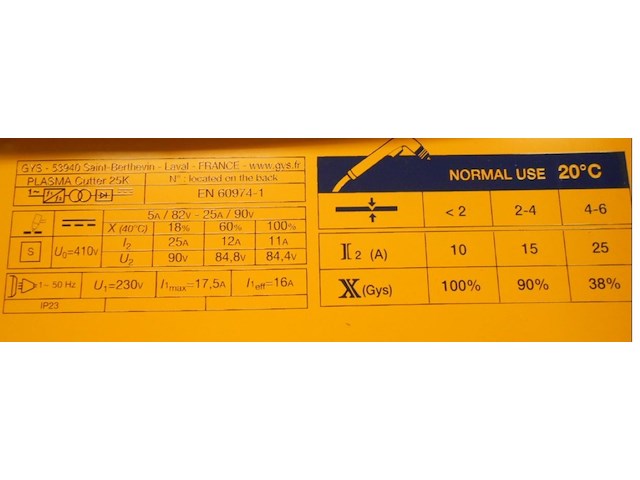 GYS - 53940 Saint-Berthevin - Laval - FRANCE - www.gys.fr
PLASMA Cutter 25K N° : located on the back
1~ EN 60974-1
5A / 82V - 25A / 90V
X (40°C) 18% 60% 100%
S U0=410V I2 25A 12A 11A
U2 90V 84,8V 84,4V
1~ 50 Hz U1=230V I1max=17,5A I1eff=16A
IP23
NORMAL USE 20°C
< 2 2-4 4-6
I2 (A) 10 15 25
X (Gys) 100% 90% 38%